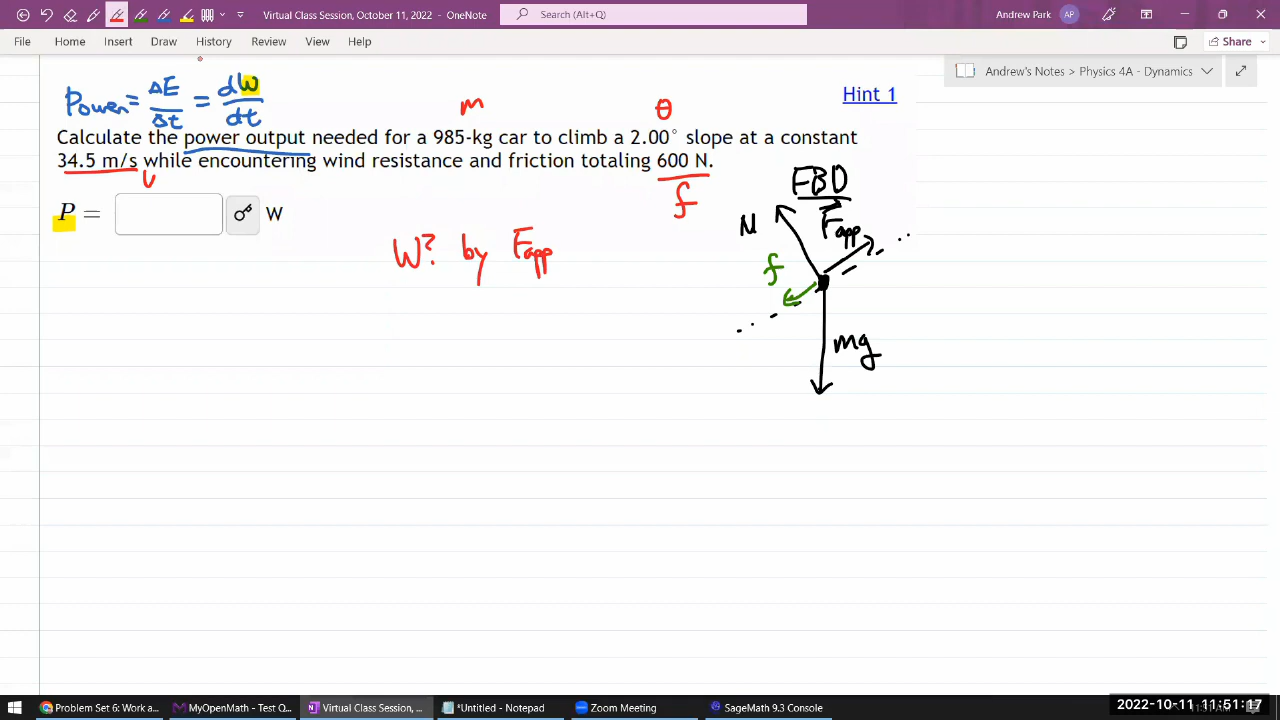 Virtual Class Session, October 11, 2022 - OneNote
Search (Alt+Q)
Andrew Park
AP
File Home Insert Draw History Review View Help
Share
Andrew's Notes > Physics 4A - Dynamics
Power = ΔE/Δt = dW/dt
m
θ
Hint 1
Calculate the power output needed for a 985-kg car to climb a 2.00° slope at a constant
34.5 m/s while encountering wind resistance and friction totaling 600 N.
v
f
FBD
P = W
N
F app
W? by Fapp
f
mg
Problem Set 6: Work a...
MyOpenMath - Test Q...
Virtual Class Session,...
*Untitled - Notepad
Zoom Meeting
SageMath 9.3 Console
2022-10-11 11:51:17